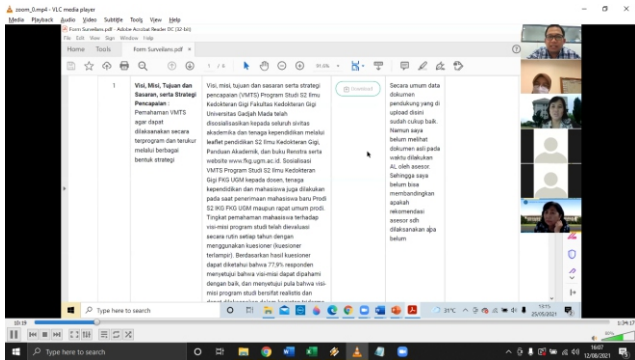 zoom_0.mp4 - VLC media player
Media Playback Audio Video Subtitle Tools View Help
Form Surveilans.pdf - Adobe Acrobat Reader DC (32-bit)
File Edit View Sign Window Help
Home Tools Form Surveilans.pdf ×
1
Visi, Misi, Tujuan dan
Sasaran, serta Strategi
Pencapaian :
Pemahaman VMTS
agar dapat
dilaksanakan secara
terprogram dan terukur
melalui berbagai
bentuk strategi
Visi, misi, tujuan dan sasaran serta strategi
pencapaian (VMTS) Program Studi S2 Ilmu
Kedokteran Gigi Fakultas Kedokteran Gigi
Universitas Gadjah Mada telah
disosialisasikan kepada seluruh sivitas
akademika dan tenaga kependidikan melalui
leaflet pendidikan S2 Ilmu Kedokteran Gigi,
Panduan Akademik, dan buku Renstra serta
website www.fkg.ugm.ac.id. Sosialisasi
VMTS Program Studi S2 Ilmu Kedokteran
Gigi FKG UGM kepada dosen, tenaga
kependidikan dan mahasiswa juga dilakukan
pada saat penerimaan mahasiswa baru Prodi
S2 IKG FKG UGM maupun rapat umum prodi.
Tingkat pemahaman mahasiswa terhadap
visi-misi program studi telah dievaluasi
secara rutin setiap tahun dengan
menggunakan kuesioner (kuesioner
terlampir). Berdasarkan hasil kuesioner
dapat diketahui bahwa 77,9% responden
menyetujui bahwa visi-misi dapat dipahami
dengan baik, dan menyetujui pula bahwa visi-
misi program studi bersifat realistis dan
Download
Secara umum data
dokumen
pendukung yang di
upload disini
sudah cukup baik.
Namun saya
belum melihat
dokumen asli pada
waktu dilakukan
AL oleh asesor.
Sehingga saya
belum bisa
membandingkan
apakah
rekomendasi
asesor sdh
dilaksanakan apa
belum
Type here to search
31°C
25/05/2021
10:19
1:34:17
Type here to search
16:07
12/08/2021